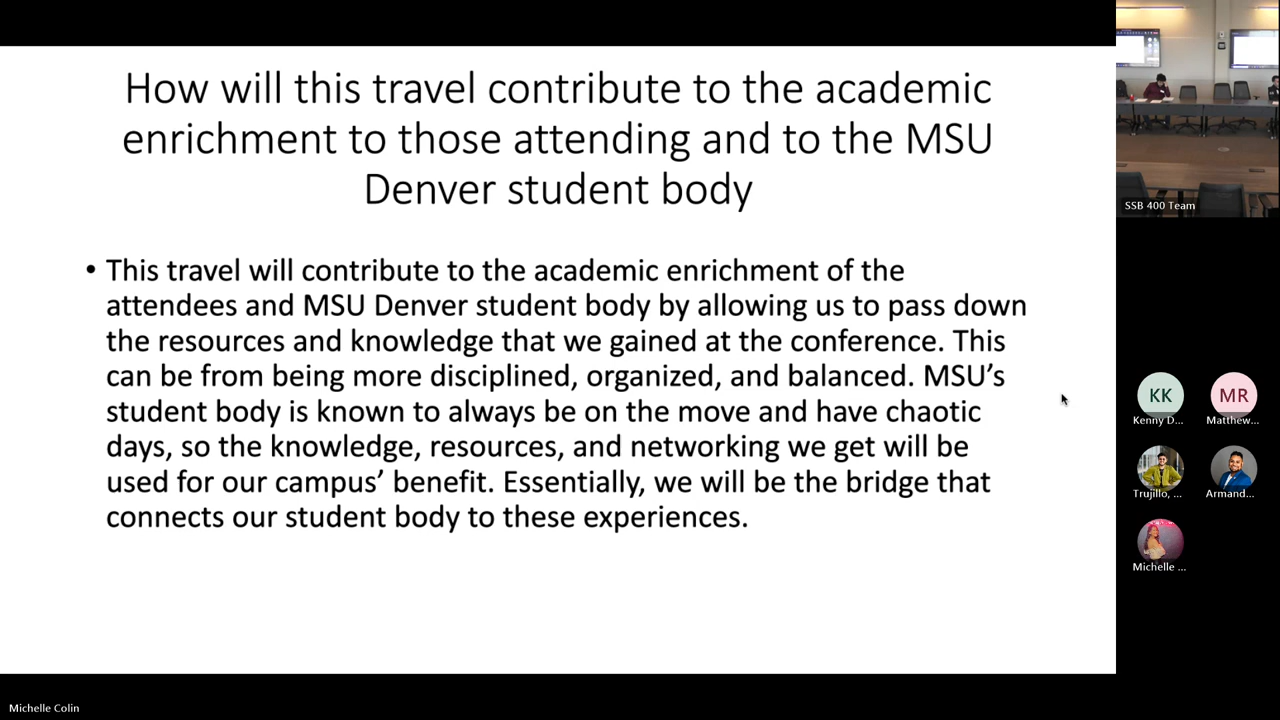 How will this travel contribute to the academic
enrichment to those attending and to the MSU
Denver student body
• This travel will contribute to the academic enrichment of the
attendees and MSU Denver student body by allowing us to pass down
the resources and knowledge that we gained at the conference. This
can be from being more disciplined, organized, and balanced. MSU’s
student body is known to always be on the move and have chaotic
days, so the knowledge, resources, and networking we get will be
used for our campus’ benefit. Essentially, we will be the bridge that
connects our student body to these experiences.
SSB 400 Team
KK
MR
Kenny D...
Matthew...
Trujillo, ...
Armand...
Michelle ...
Michelle Colin